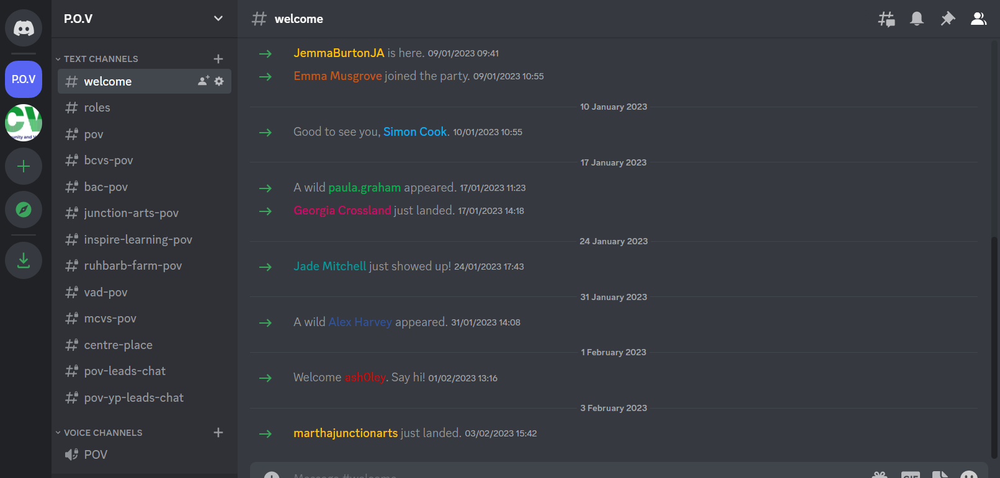 P.O.V
CV
unity and V
P.O.V
TEXT CHANNELS
welcome
roles
pov
bcvs-pov
bac-pov
junction-arts-pov
inspire-learning-pov
ruhbarb-farm-pov
vad-pov
mcvs-pov
centre-place
pov-leads-chat
pov-yp-leads-chat
VOICE CHANNELS
POV
welcome
JemmaBurtonJA is here. 09/01/2023 09:41
Emma Musgrove joined the party. 09/01/2023 10:55
10 January 2023
Good to see you, Simon Cook. 10/01/2023 10:55
17 January 2023
A wild paula.graham appeared. 17/01/2023 11:23
Georgia Crossland just landed. 17/01/2023 14:18
24 January 2023
Jade Mitchell just showed up! 24/01/2023 17:43
31 January 2023
A wild Alex Harvey appeared. 31/01/2023 14:08
1 February 2023
Welcome ash0ley. Say hi! 01/02/2023 13:16
3 February 2023
marthajunctionarts just landed. 03/02/2023 15:42
Message #welcome
GIF